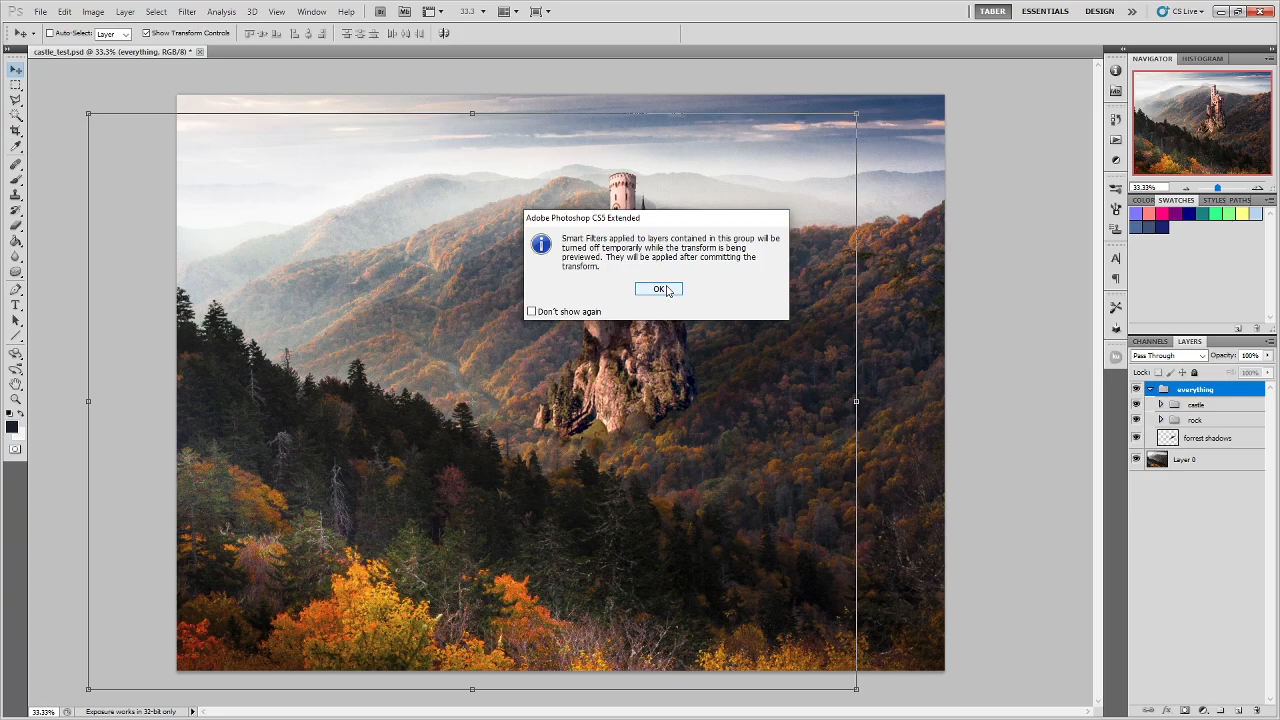 Ps File Edit Image Layer Select Filter Analysis 3D View Window Help Br Mb 33.3 TABER ESSENTIALS DESIGN CS Live
Auto-Select: Layer Show Transform Controls
castle_test.psd @ 33.3% (everything, RGB/8) *
NAVIGATOR HISTOGRAM
33.33%
COLOR SWATCHES STYLES PATHS
Adobe Photoshop CS5 Extended
Smart Filters applied to layers contained in this group will be
turned off temporarily while the transform is being
previewed. They will be applied after committing the
transform.
OK
Don't show again
CHANNELS LAYERS
Pass Through Opacity: 100%
Lock: Fill: 100%
everything
castle
rock
forrest shadows
Layer 0
33.33% Exposure works in 32-bit only